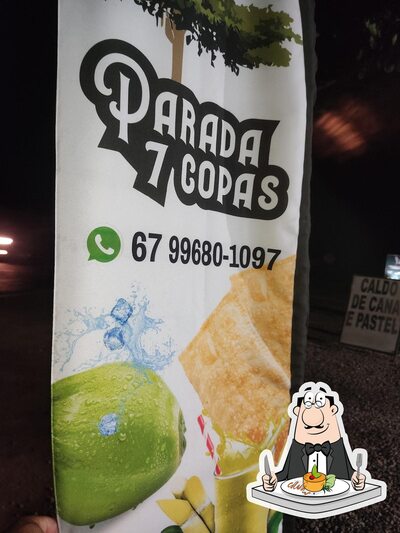 PARADA
7 COPAS
67 99680-1097
CALDO
DE CANA
E PASTEL